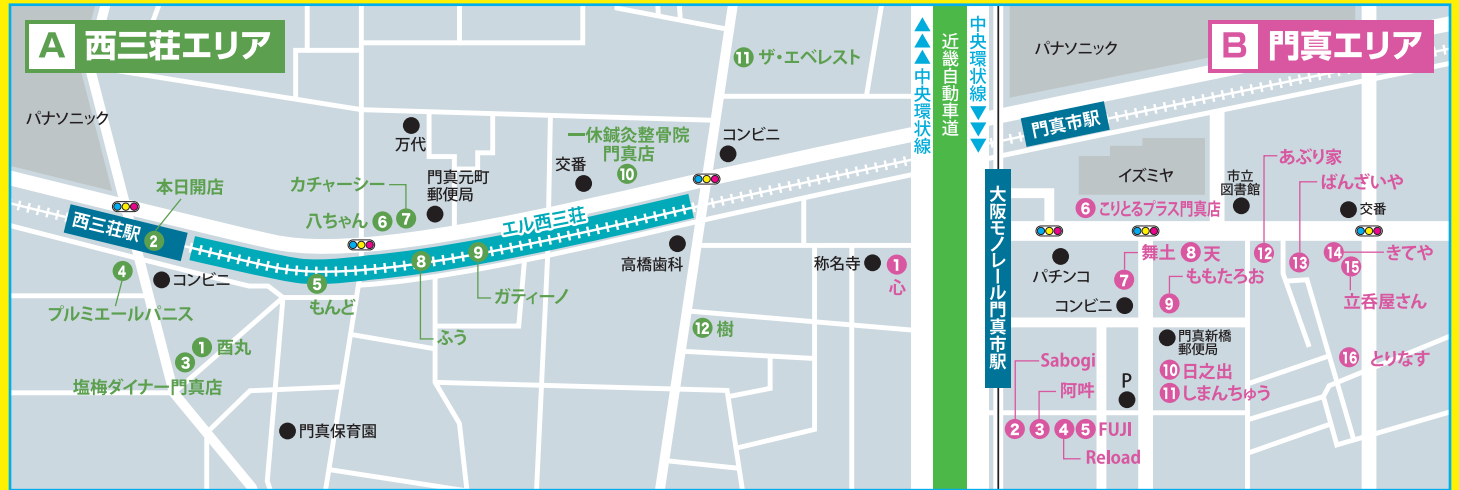 A 西三荘エリア
パナソニック
西三荘駅
② 本日開店
④
プルミエールパニス
コンビニ
① 酉丸
③
塩梅ダイナー門真店
門真保育園
万代
カチャーシー
八ちゃん ⑥ ⑦
門真元町
郵便局
エル西三荘
⑤
もんど
⑧
ふう
⑨
ガティーノ
交番
一休鍼灸整骨院
門真店
⑩
⑪ ザ・エベレスト
コンビニ
高橋歯科
⑫ 樹
称名寺
①
心
▲▲▲中央環状線
近畿自動車道
中央環状線▼▼▼
B 門真エリア
パナソニック
門真市駅
大阪モノレール門真市駅
イズミヤ
⑥ こりとるプラス門真店
市立
図書館
あぶり家
⑫
ばんざいや
⑬
交番
⑭ きてや
⑮
立呑屋さん
パチンコ
舞士 ⑧ 天
⑦
ももたろお
⑨
コンビニ
門真新橋
郵便局
⑩ 日之出
⑪ しまんちゅう
⑯ とりなす
P
Sabogi
阿吽
② ③ ④ ⑤ FUJI
Reload